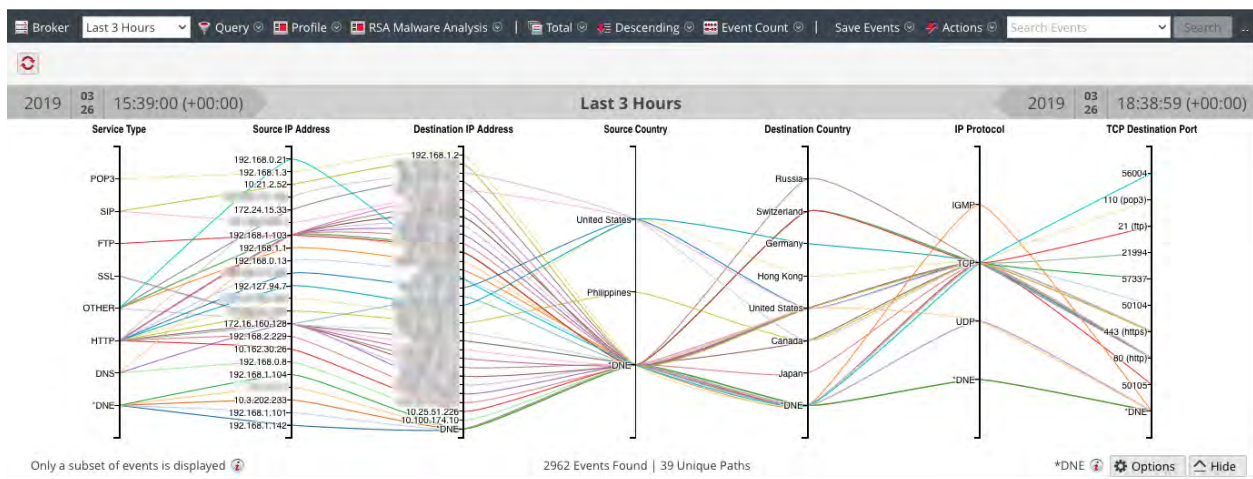 Broker Last 3 Hours Query Profile RSA Malware Analysis | Total Descending Event Count | Save Events Actions Search Events Search ..
2019 03 26 15:39:00 (+00:00) Last 3 Hours 2019 03 26 18:38:59 (+00:00)
Service Type Source IP Address Destination IP Address Source Country Destination Country IP Protocol TCP Destination Port
POP3
SIP
FTP
SSL
OTHER
HTTP
DNS
*DNE
192.168.0.21
192.168.1.3
10.21.2.52
172.24.15.33
192.168.1.103
192.168.1.1
192.168.0.13
192.127.94.7
172.16.160.128
192.168.2.229
10.162.30.26
192.168.0.8
192.168.1.104
10.3.202.233
192.168.1.101
192.168.1.142
192.168.1.2
10.25.51.226
10.100.174.10
*DNE
United States
Philippines
*DNE
Russia
Switzerland
Germany
Hong Kong
United States
Canada
Japan
*DNE
IGMP
TCP
UDP
*DNE
56004
110 (pop3)
21 (ftp)
21994
57337
50104
443 (https)
80 (http)
50105
*DNE
Only a subset of events is displayed 2962 Events Found | 39 Unique Paths *DNE Options Hide